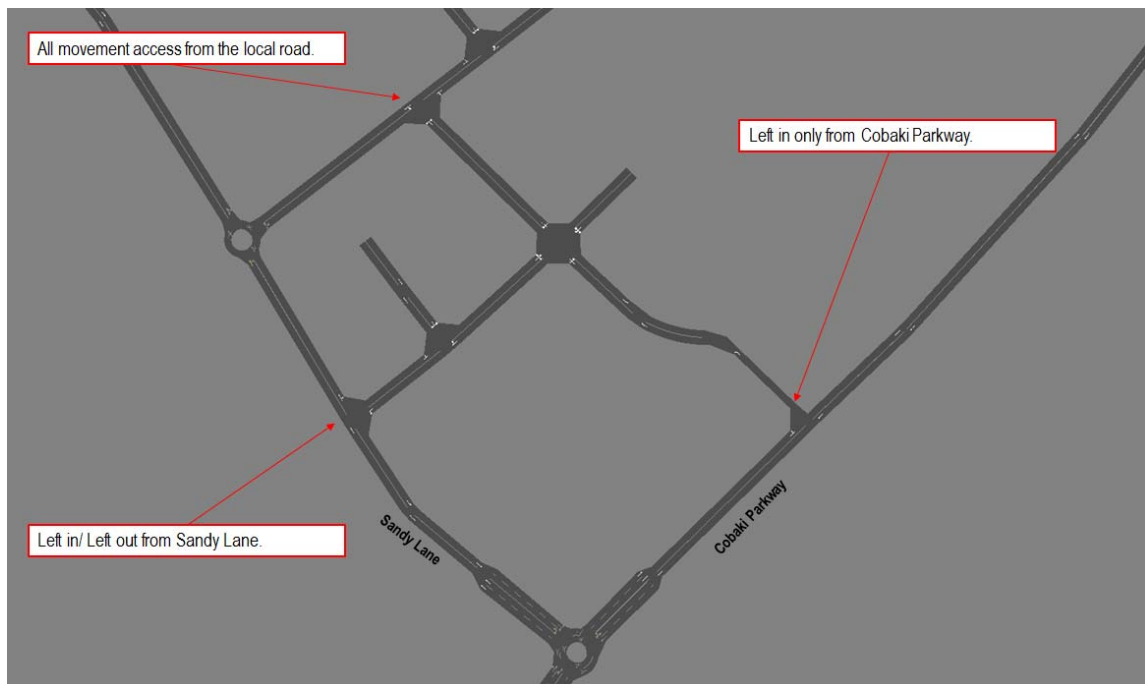 All movement access from the local road.
Left in only from Cobaki Parkway.
Left in/ Left out from Sandy Lane.
Sandy Lane
Cobaki Parkway